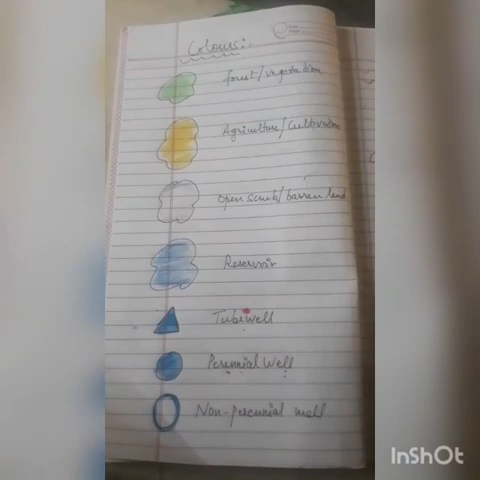 Colours:-
forest/vegetation
Agriculture/Cultivation
Open scrub/barren land
Reservoir
Tubewell
Perennial Well
Non-perennial well
InShOt